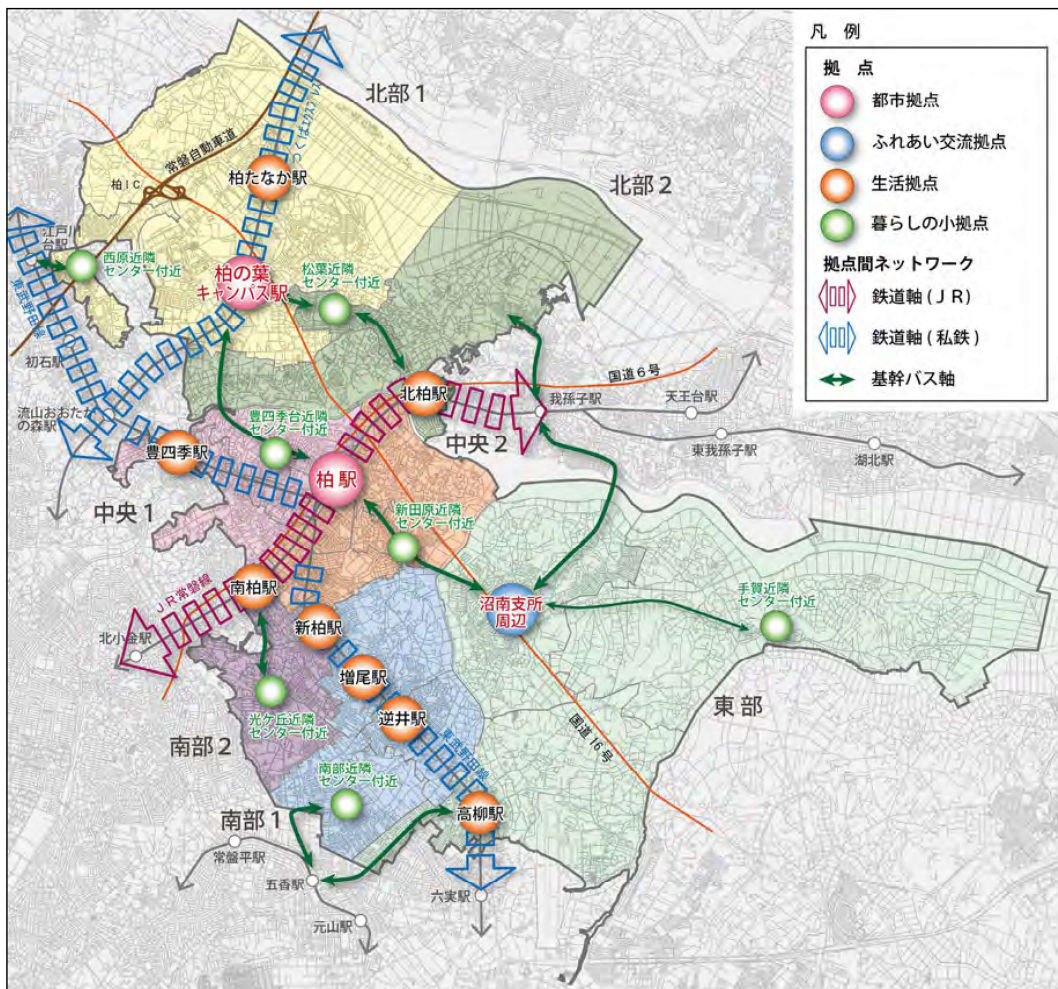 凡 例
拠 点
都市拠点
ふれあい交流拠点
生活拠点
暮らしの小拠点
拠点間ネットワーク
鉄道軸(JR)
鉄道軸(私鉄)
基幹バス軸
北部1
つくばエクスプレス
常磐自動車道
柏たなか駅
柏IC
北部2
江戸川
台駅
西原近隣
センター付近
柏の葉
キャンパス駅
松葉近隣
センター付近
東武野田線
初石駅
国道6号
北柏駅
我孫子駅
天王台駅
流山おおたか
の森駅
豊四季台近隣
センター付近
中央2
東我孫子駅
湖北駅
豊四季駅
柏駅
中央1
新田原近隣
センター付近
南柏駅
JR常磐線
沼南支所
周辺
手賀近隣
センター付近
北小金駅
新柏駅
増尾駅
東部
光ケ丘近隣
センター付近
逆井駅
国道16号
南部2
東武野田線
南部近隣
センター付近
高柳駅
南部1
常盤平駅
五香駅
六実駅
元山駅